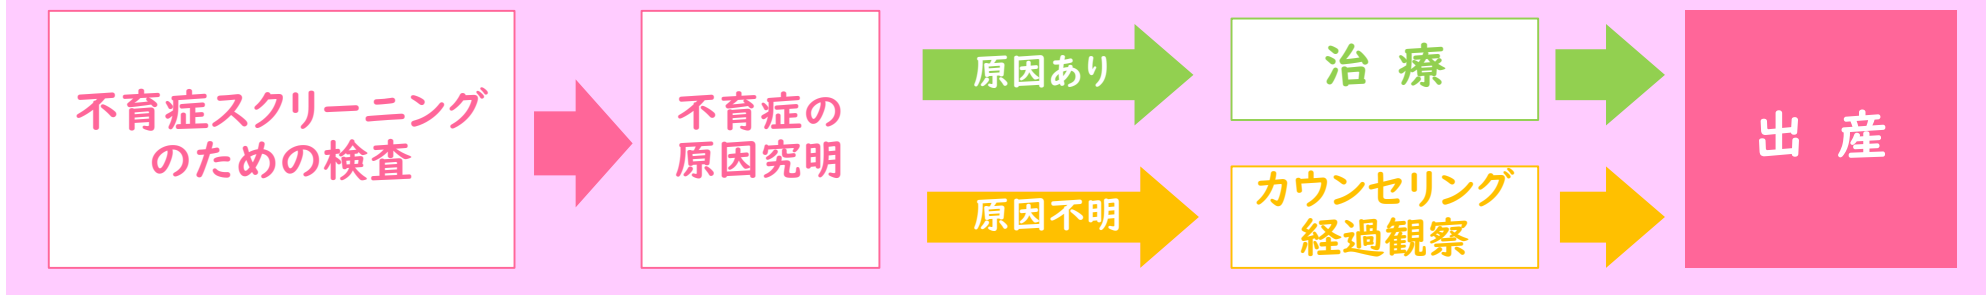 不育症スクリーニング
のための検査
不育症の
原因究明
原因あり
治 療
原因不明
カウンセリング
経過観察
出 産